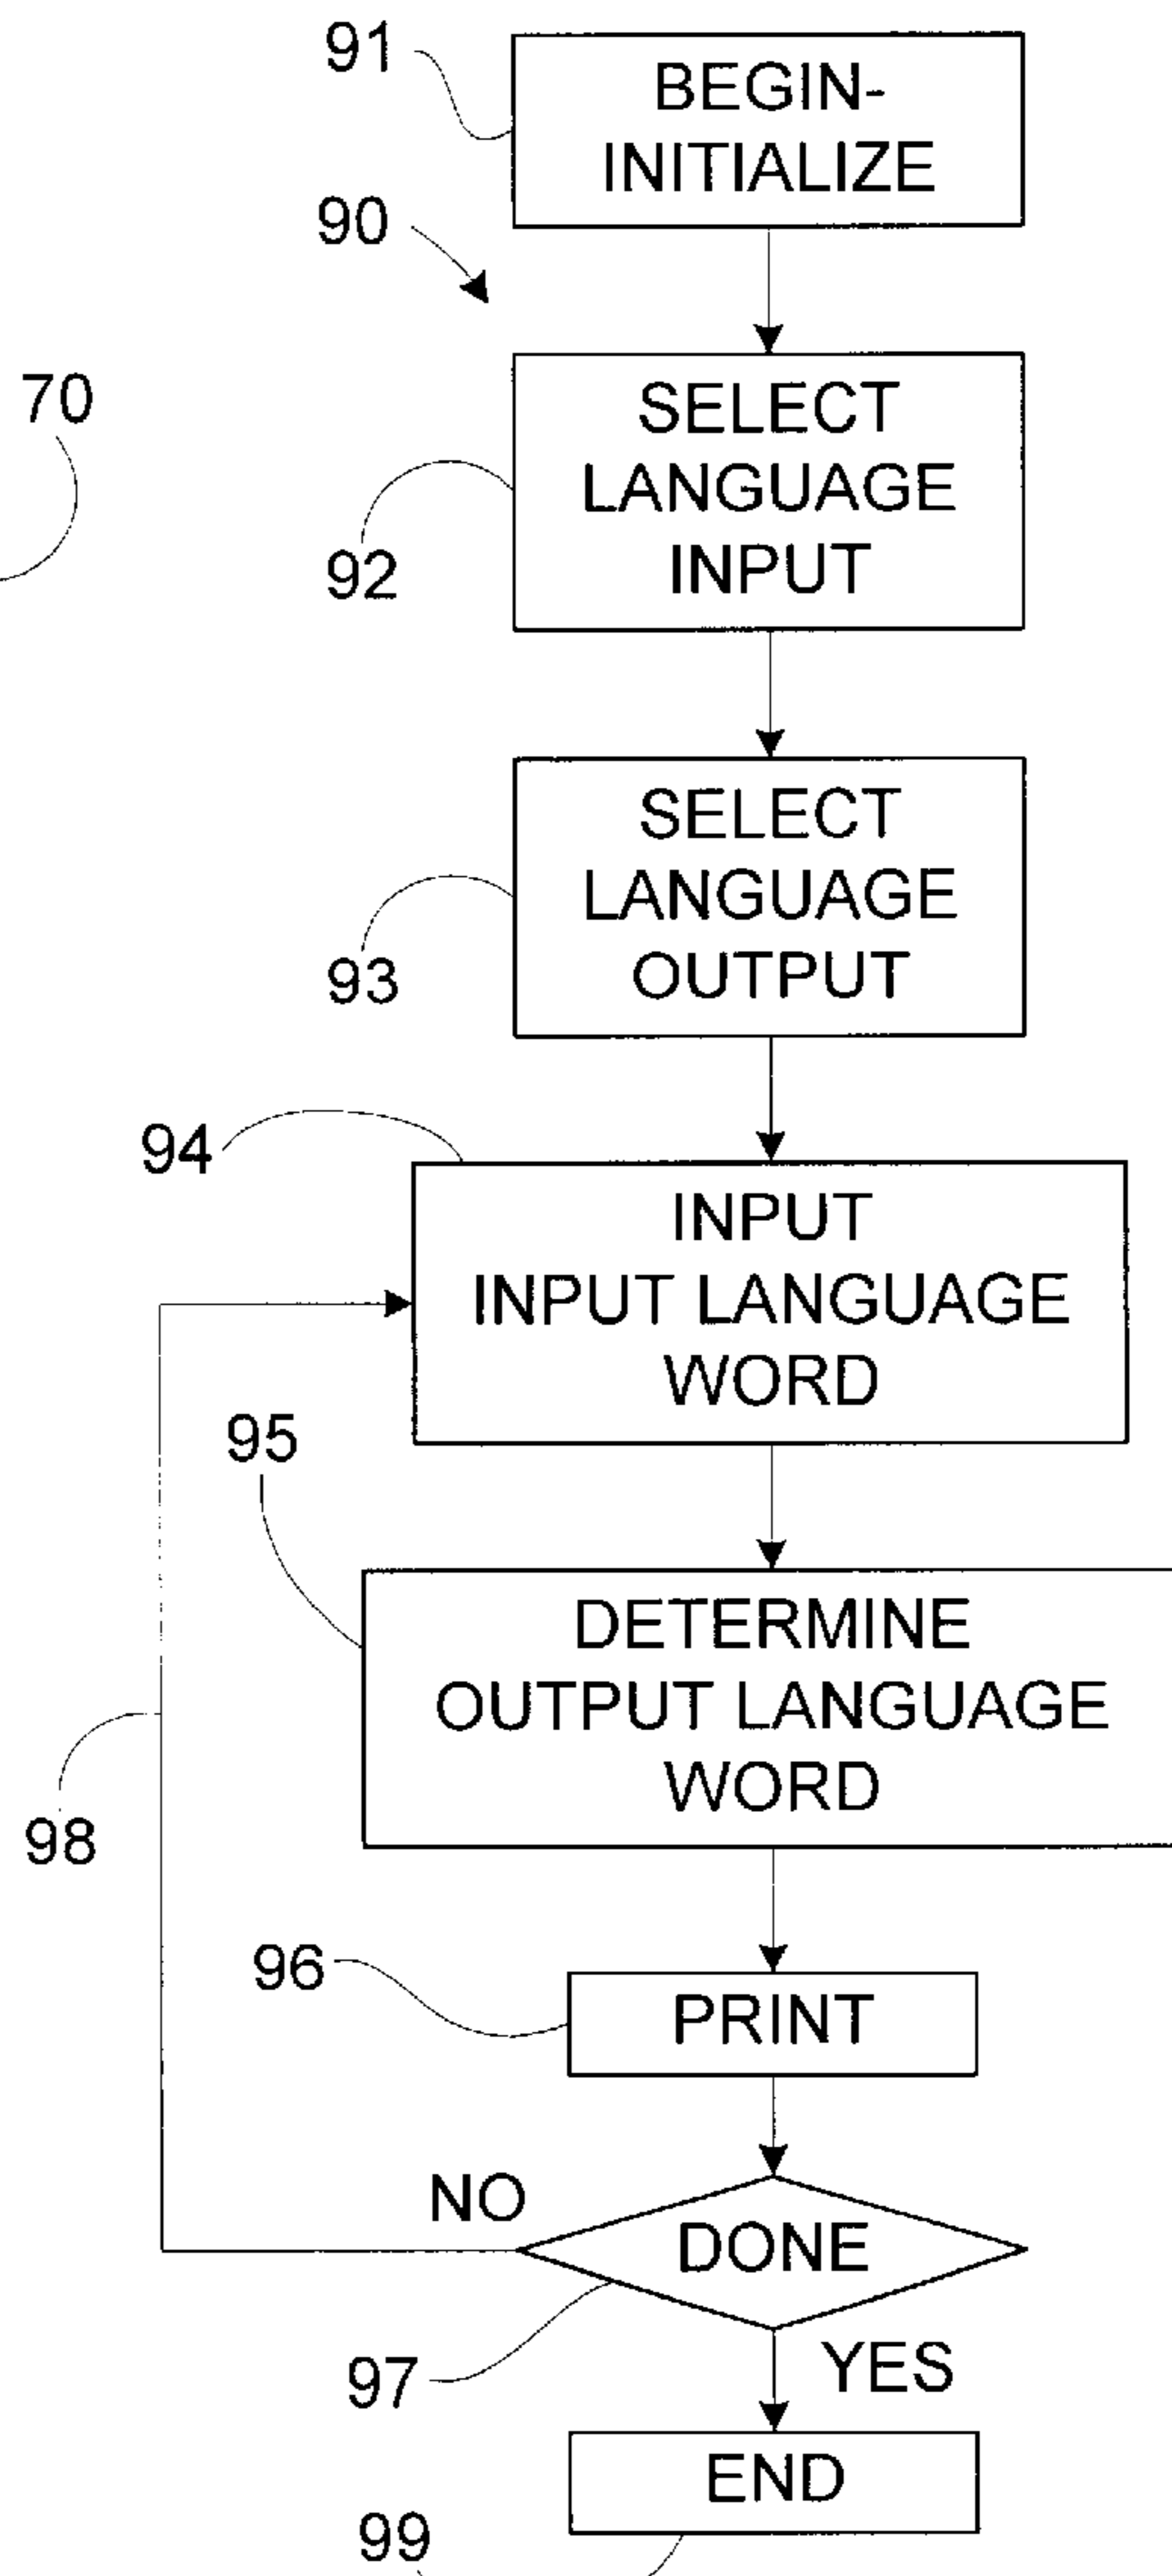 91
BEGIN-
INITIALIZE
90
70
SELECT
LANGUAGE
INPUT
92
SELECT
LANGUAGE
OUTPUT
93
94
INPUT
INPUT LANGUAGE
WORD
95
DETERMINE
OUTPUT LANGUAGE
WORD
98
96
PRINT
NO
DONE
97
YES
END
99